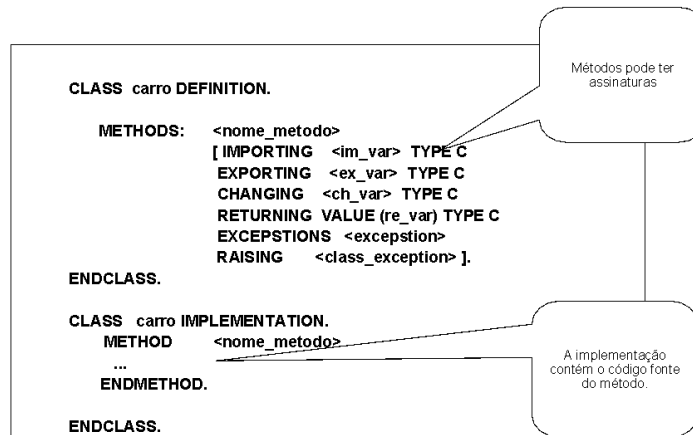 Métodos pode ter
assinaturas
CLASS carro DEFINITION.
METHODS: <nome_metodo>
[ IMPORTING <im_var> TYPE C
EXPORTING <ex_var> TYPE C
CHANGING <ch_var> TYPE C
RETURNING VALUE (re_var) TYPE C
EXCEPSTIONS <excepstion>
RAISING <class_exception> ].
ENDCLASS.
CLASS carro IMPLEMENTATION.
METHOD <nome_metodo>
...
ENDMETHOD.
ENDCLASS.
A implementação
contém o código fonte
do método.